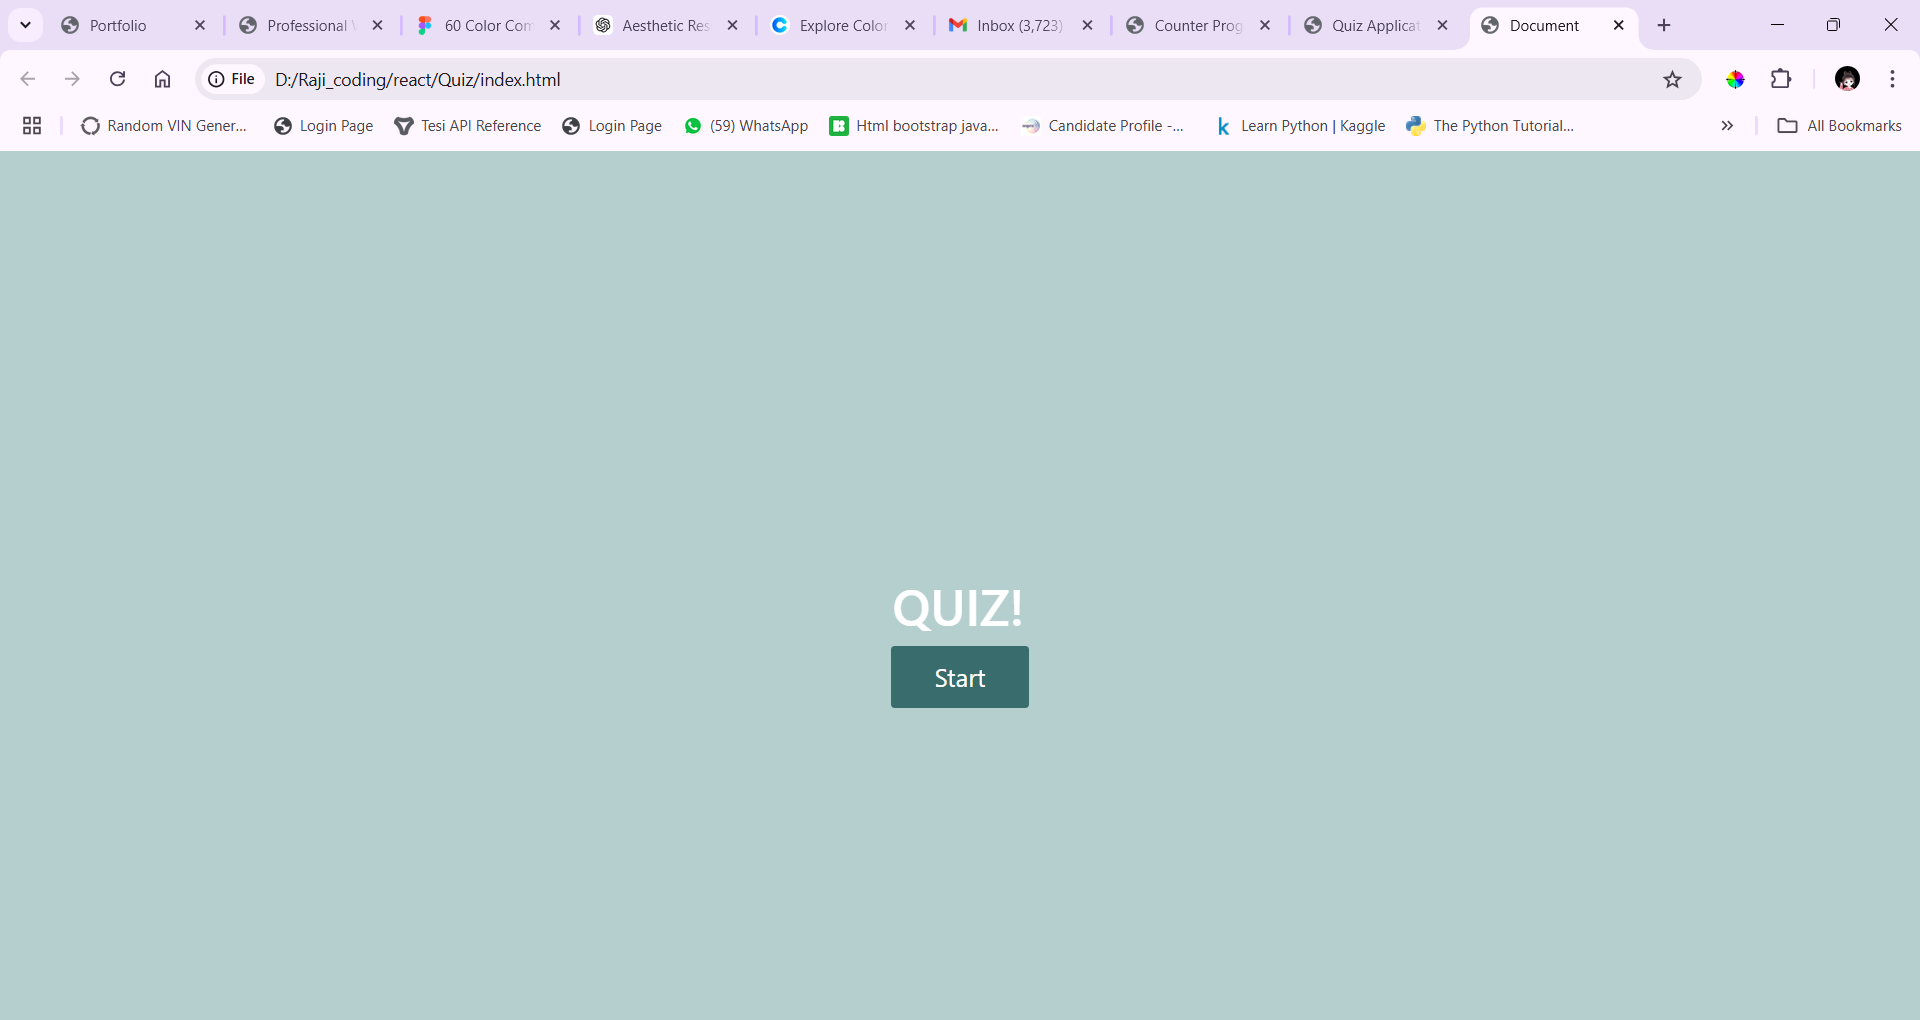 Portfolio Professional 60 Color Com Aesthetic Res Explore Color Inbox (3,723) Counter Prog Quiz Applicat Document
File D:/Raji_coding/react/Quiz/index.html
Random VIN Gener... Login Page Tesi API Reference Login Page (59) WhatsApp Html bootstrap java... Candidate Profile -... Learn Python | Kaggle The Python Tutorial... All Bookmarks
QUIZ!
Start